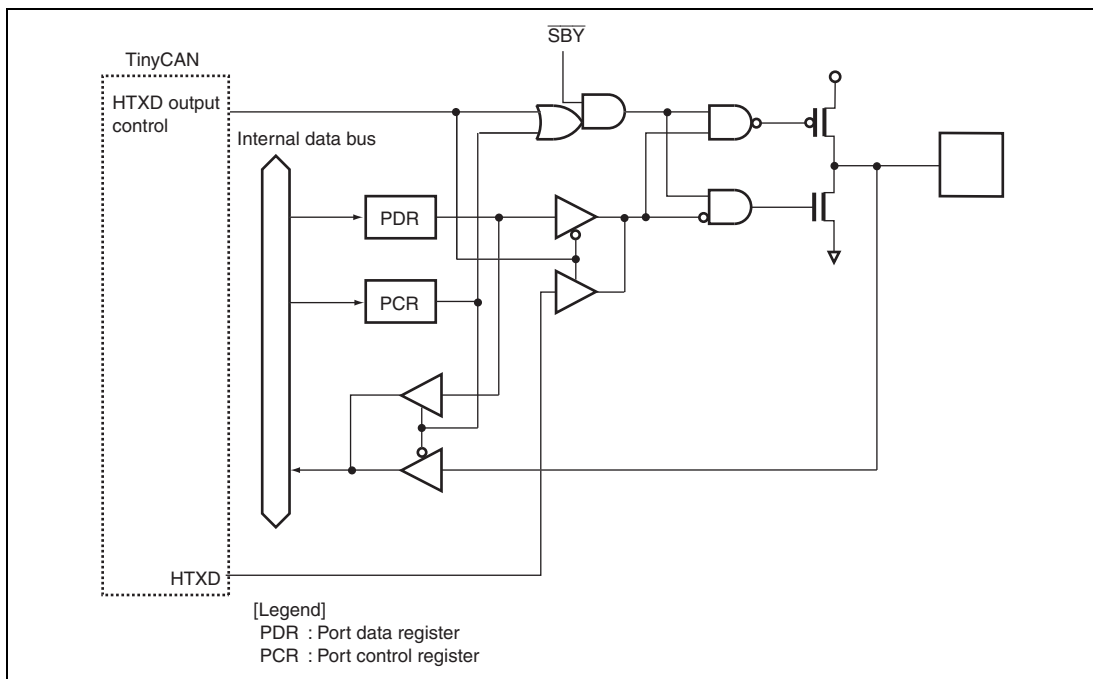 SBY
TinyCAN
HTXD output
control
Internal data bus
PDR
PCR
HTXD
[Legend]
PDR : Port data register
PCR : Port control register